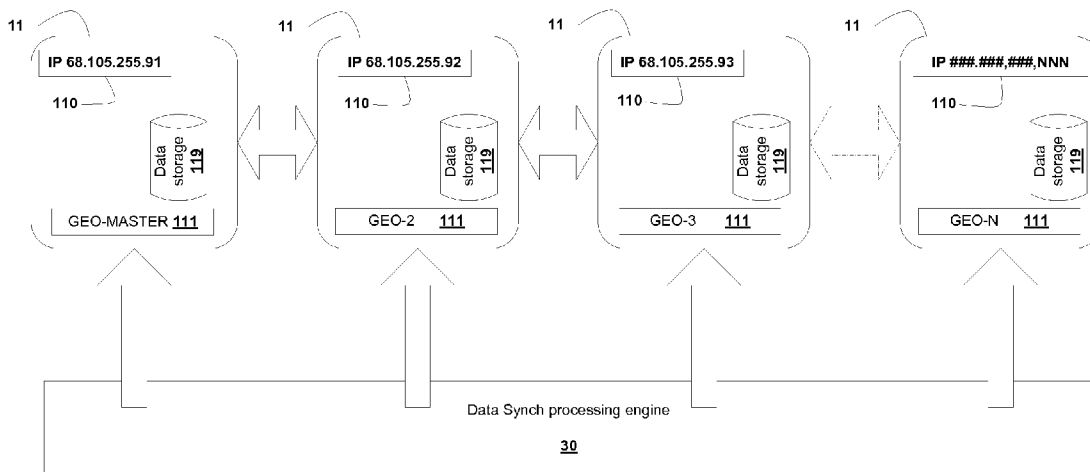 11
11
11
11
IP 68.105.255.91
IP 68.105.255.92
IP 68.105.255.93
IP ###.###,###,NNN
110
110
110
110
Data storage 119
Data storage 119
Data storage 119
Data storage 119
GEO-MASTER 111
GEO-2 111
GEO-3 111
GEO-N 111
Data Synch processing engine
30